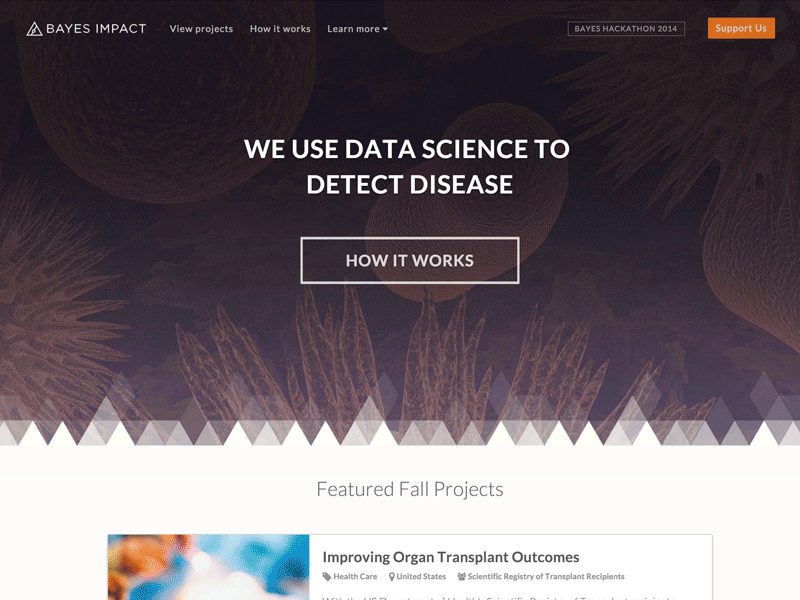 BAYES IMPACT
View projects
How it works
Learn more
BAYES HACKATHON 2014
Support Us
WE USE DATA SCIENCE TO
DETECT DISEASE
HOW IT WORKS
Featured Fall Projects
Improving Organ Transplant Outcomes
Health Care
United States
Scientific Registry of Transplant Recipients